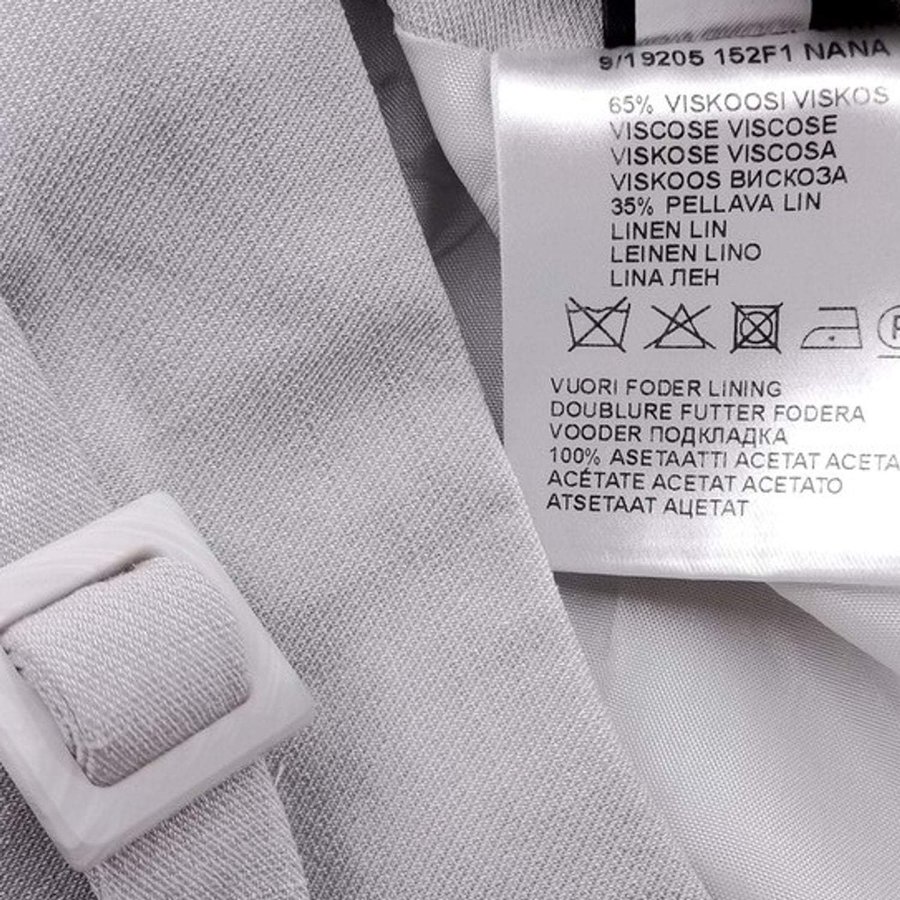 9/19205 152F1 NANA
65% VISKOOSI VISKOS
VISCOSE VISCOSE
VISKOSE VISCOSA
VISKOOS ВИСКОЗА
35% PELLAVA LIN
LINEN LIN
LEINEN LINO
LINA ЛЕН
P
VUORI FODER LINING
DOUBLURE FUTTER FODERA
VOODER ПОДКЛАДКА
100% ASETAATTI ACETAT ACETA
ACÉTATE ACETAT ACETATO
ATSETAAT АЦЕТАТ